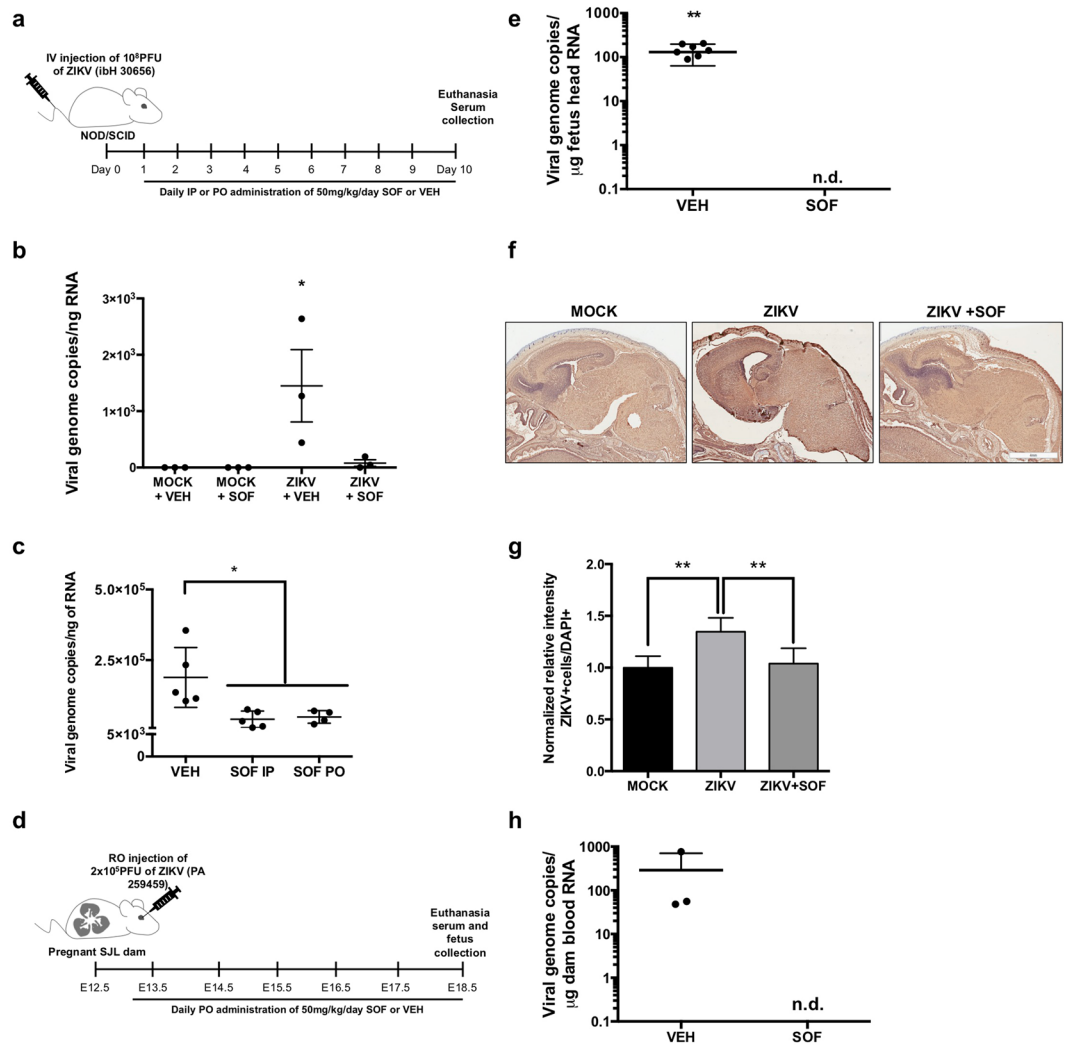 a
IV injection of 10⁸PFU
of ZIKV (ibH 30656)
NOD/SCID
Euthanasia
Serum
collection
Day 0 1 2 3 4 5 6 7 8 9 Day 10
Daily IP or PO administration of 50mg/kg/day SOF or VEH
b
Viral genome copies/ng RNA
3×10³
2×10³
1×10³
0
*
MOCK + VEH
MOCK + SOF
ZIKV + VEH
ZIKV + SOF
c
Viral genome copies/ng of RNA
5.0×10⁵
2.5×10⁵
5×10³
0
*
VEH SOF IP SOF PO
d
RO injection of
2x10⁵PFU of ZIKV (PA
259459)
Pregnant SJL dam
Euthanasia
serum and
fetus
collection
E12.5 E13.5 E14.5 E15.5 E16.5 E17.5 E18.5
Daily PO administration of 50mg/kg/day SOF or VEH
e
Viral genome copies/
µg fetus head RNA
1000
100
10
1
0.1
**
n.d.
VEH SOF
f
MOCK ZIKV ZIKV +SOF
g
Normalized relative intensity
ZIKV+cells/DAPI+
2.0
1.5
1.0
0.5
0.0
** **
MOCK ZIKV ZIKV+SOF
h
Viral genome copies/
µg dam blood RNA
1000
100
10
1
0.1
n.d.
VEH SOF